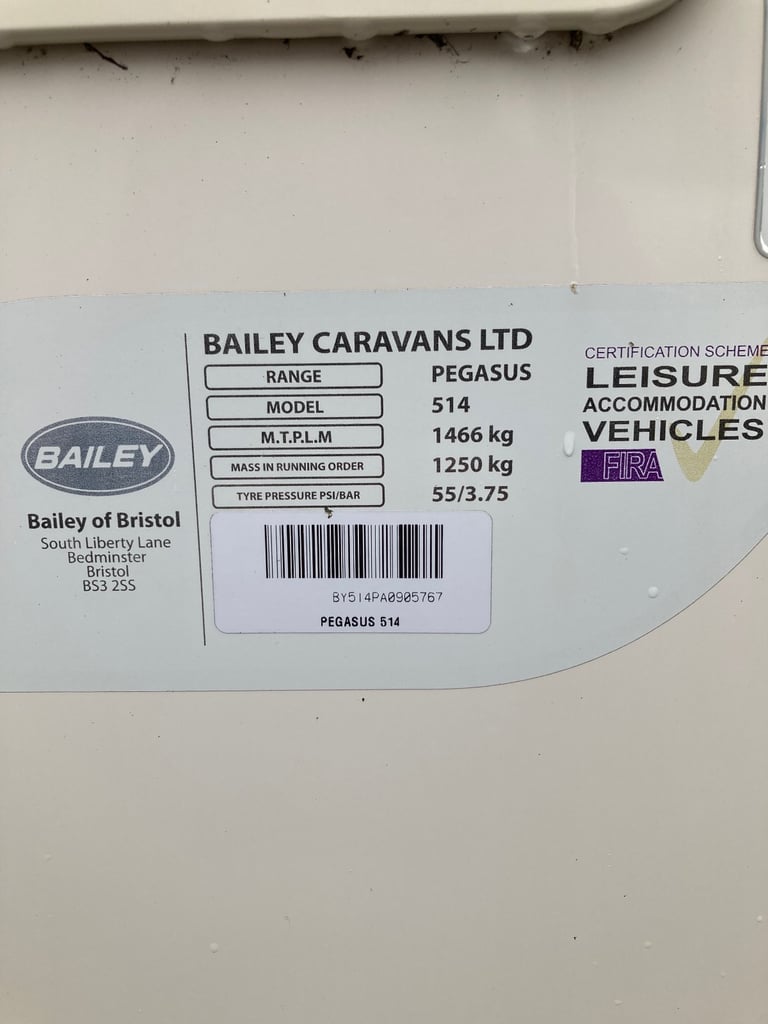 BAILEY
Bailey of Bristol
South Liberty Lane
Bedminster
Bristol
BS3 2SS
BAILEY CARAVANS LTD
RANGE PEGASUS
MODEL 514
M.T.P.L.M 1466 kg
MASS IN RUNNING ORDER 1250 kg
TYRE PRESSURE PSI/BAR 55/3.75
BY514PA0905767
PEGASUS 514
CERTIFICATION SCHEME
LEISURE
ACCOMMODATION
VEHICLES
FIRA